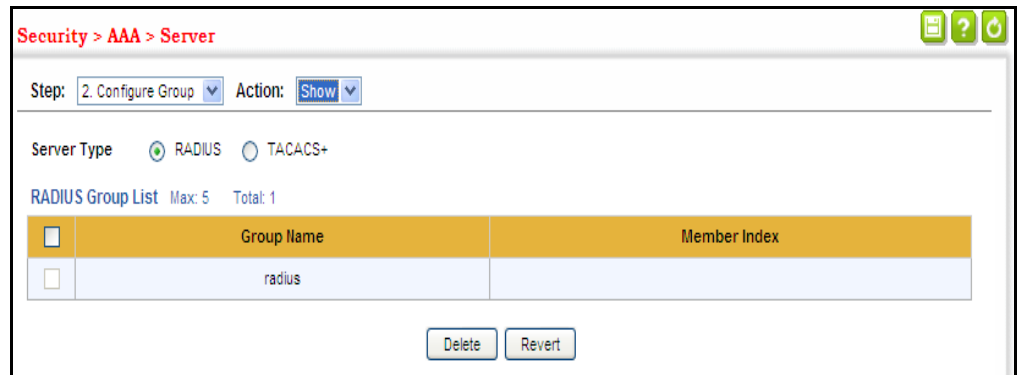 Security > AAA > Server
Step: 2. Configure Group Action: Show
Server Type RADIUS TACACS+
RADIUS Group List Max: 5 Total: 1
Group Name Member Index
radius
Delete Revert